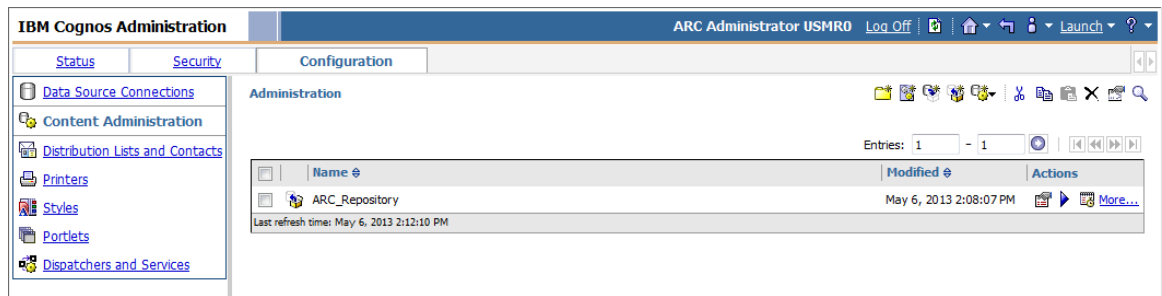 IBM Cognos Administration ARC Administrator USMR0 Log Off Launch ?
Status Security Configuration
Data Source Connections
Content Administration
Distribution Lists and Contacts
Printers
Styles
Portlets
Dispatchers and Services
Administration
Entries: 1 - 1
Name Modified Actions
ARC_Repository May 6, 2013 2:08:07 PM More...
Last refresh time: May 6, 2013 2:12:10 PM